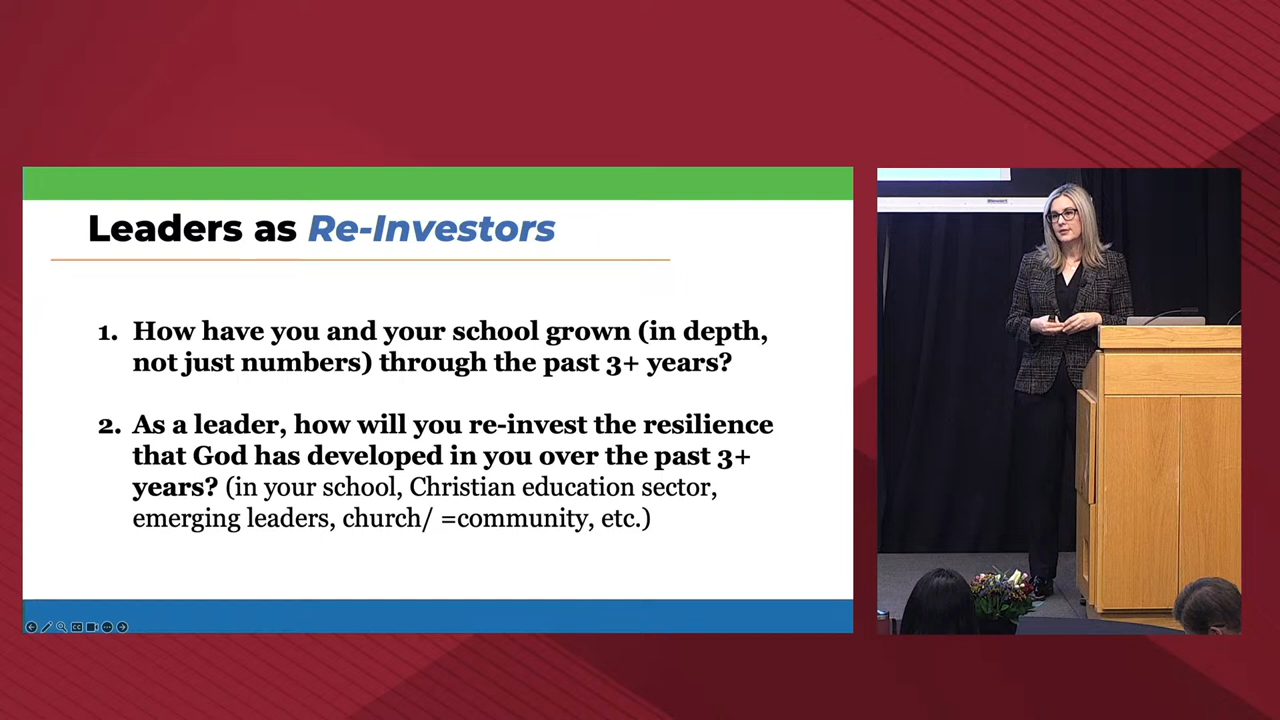 Leaders as Re-Investors
1. How have you and your school grown (in depth,
not just numbers) through the past 3+ years?
2. As a leader, how will you re-invest the resilience
that God has developed in you over the past 3+
years? (in your school, Christian education sector,
emerging leaders, church/ =community, etc.)